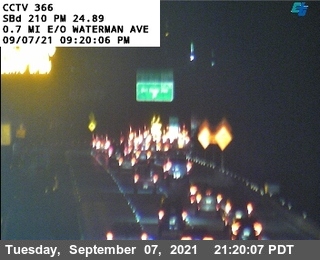 CCTV 366
SBd 210 PM 24.89
0.7 MI E/O WATERMAN AVE
09/07/21 09:20:06 PM
Tuesday, September 07, 2021 21:20:07 PDT